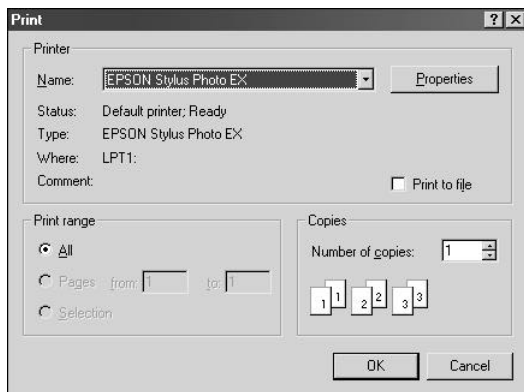 Print
Printer
Name: EPSON Stylus Photo EX Properties
Status: Default printer; Ready
Type: EPSON Stylus Photo EX
Where: LPT1:
Comment: Print to file
Print range
All
Pages from: 1 to: 1
Selection
Copies
Number of copies: 1
1 1 2 2 3 3
OK Cancel